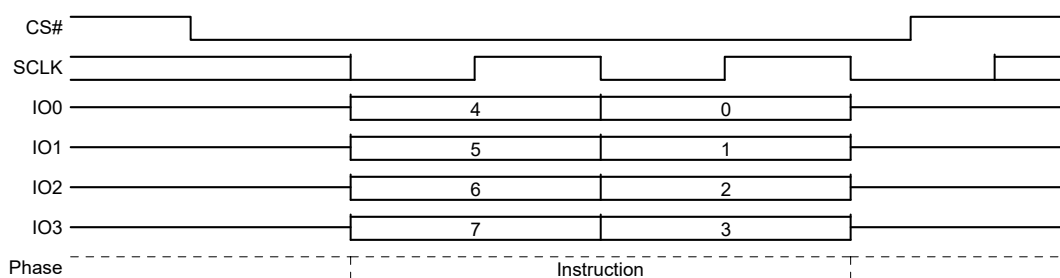 CS#
SCLK
IO0 4 0
IO1 5 1
IO2 6 2
IO3 7 3
Phase Instruction